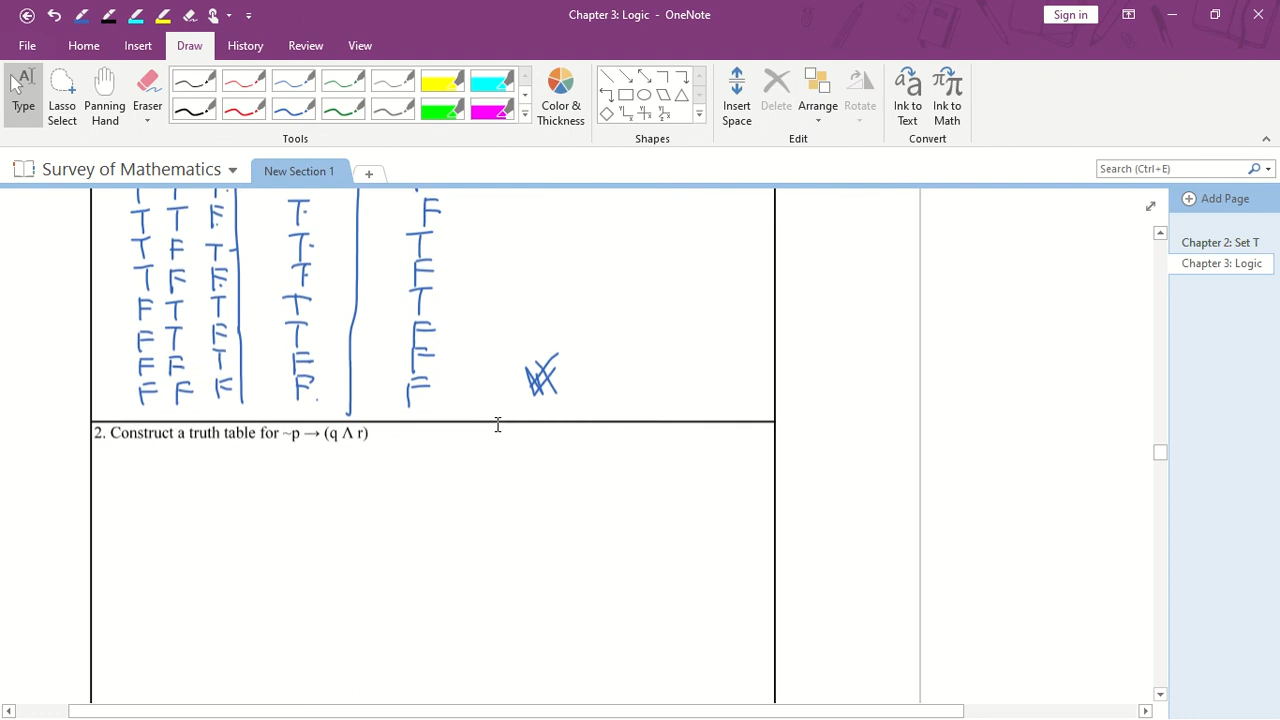 Chapter 3: Logic - OneNote
Sign in
File Home Insert Draw History Review View
Type
Lasso Select
Panning Hand
Eraser
Color & Thickness
Insert Space
Delete
Arrange
Rotate
Ink to Text
Ink to Math
Tools
Shapes
Edit
Convert
Survey of Mathematics
New Section 1
Search (Ctrl+E)
Add Page
Chapter 2: Set T
Chapter 3: Logic
T T F T F
T F T T T
T F F T F
F T T T T
F T F T F
F F T F F
F F F F F
2. Construct a truth table for ~p → (q Λ r)